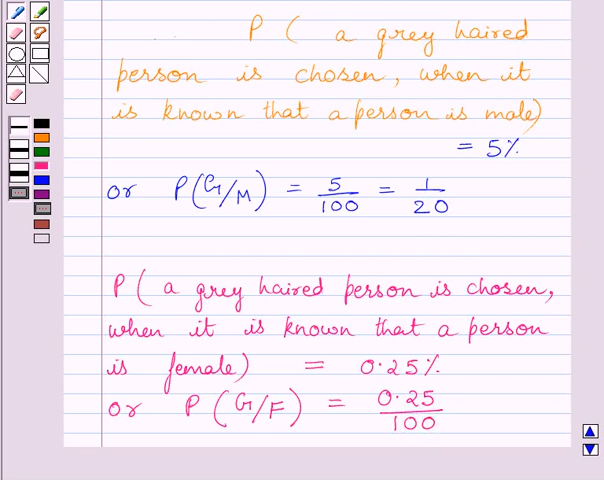 P ( a grey haired
person is chosen, when it
is known that a person is male)
= 5%
or P(G/M) = 5/100 = 1/20
P ( a grey haired person is chosen,
when it is known that a person
is female) = 0.25%
or P (G/F) = 0.25/100